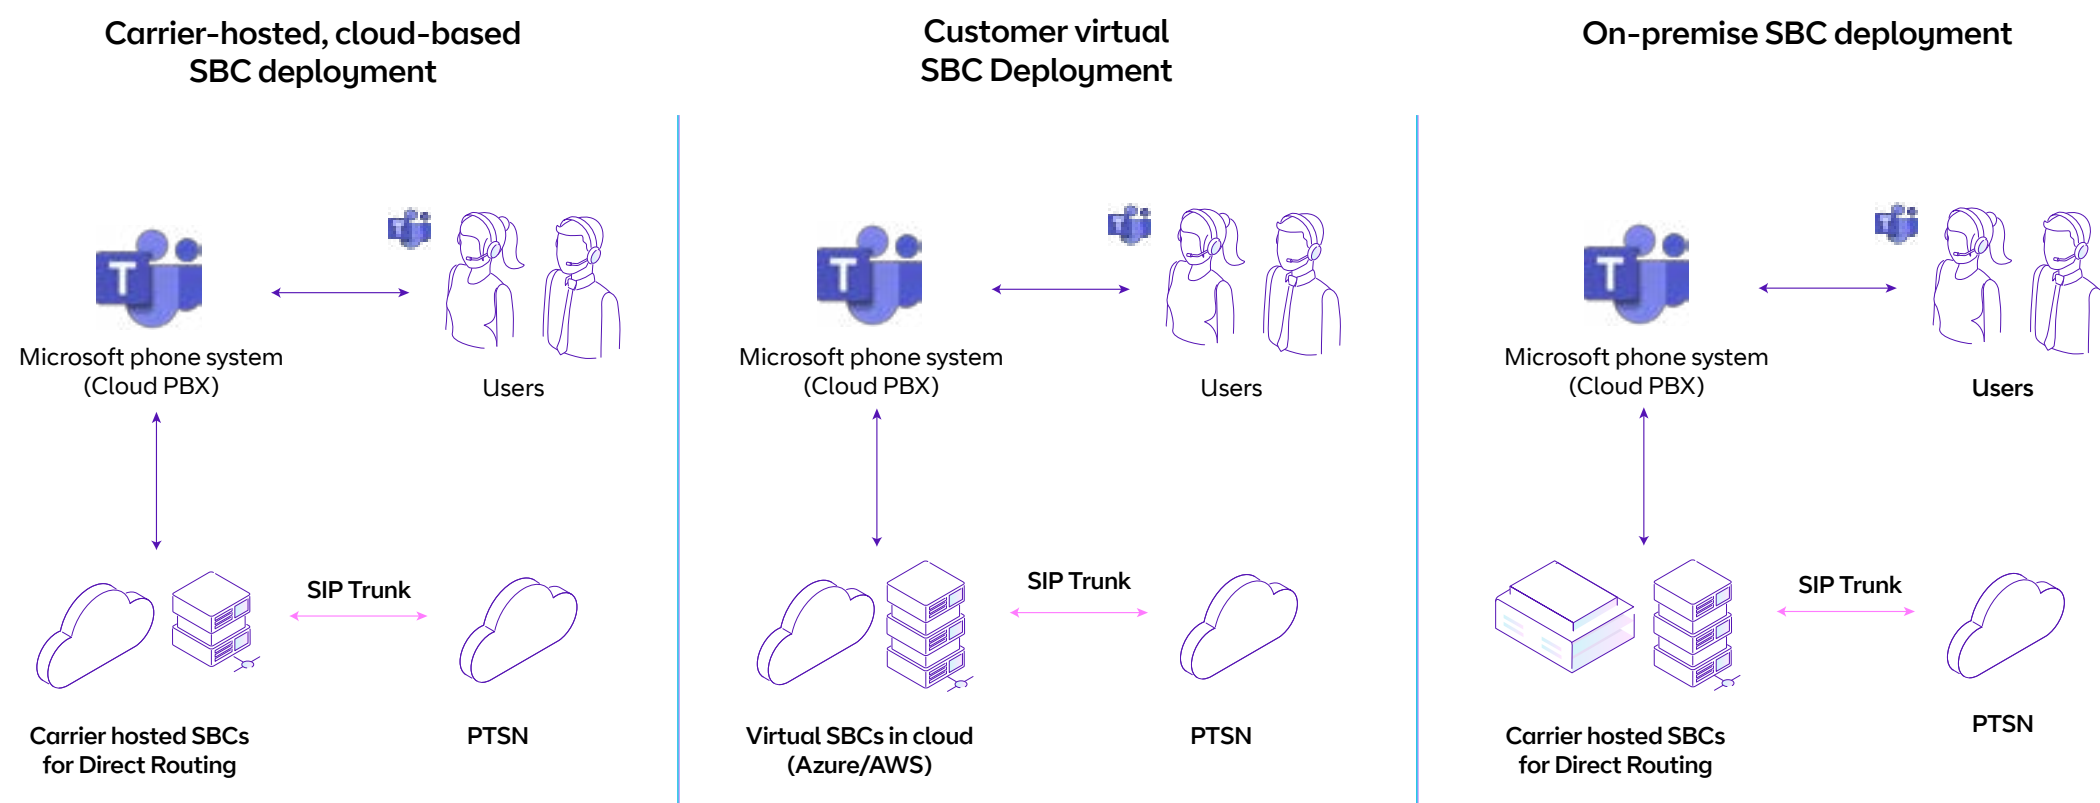 Carrier-hosted, cloud-based
SBC deployment
T
T
Microsoft phone system
(Cloud PBX)
Users
SIP Trunk
Carrier hosted SBCs
for Direct Routing
PTSN
Customer virtual
SBC Deployment
T
T
Microsoft phone system
(Cloud PBX)
Users
SIP Trunk
Virtual SBCs in cloud
(Azure/AWS)
PTSN
On-premise SBC deployment
T
T
Microsoft phone system
(Cloud PBX)
Users
SIP Trunk
Carrier hosted SBCs
for Direct Routing
PTSN